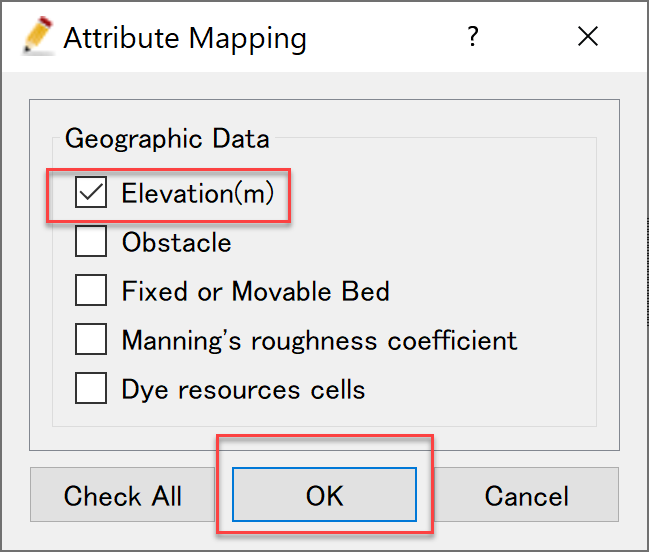 Attribute Mapping
?
Geographic Data
Elevation(m)
Obstacle
Fixed or Movable Bed
Manning's roughness coefficient
Dye resources cells
Check All
OK
Cancel